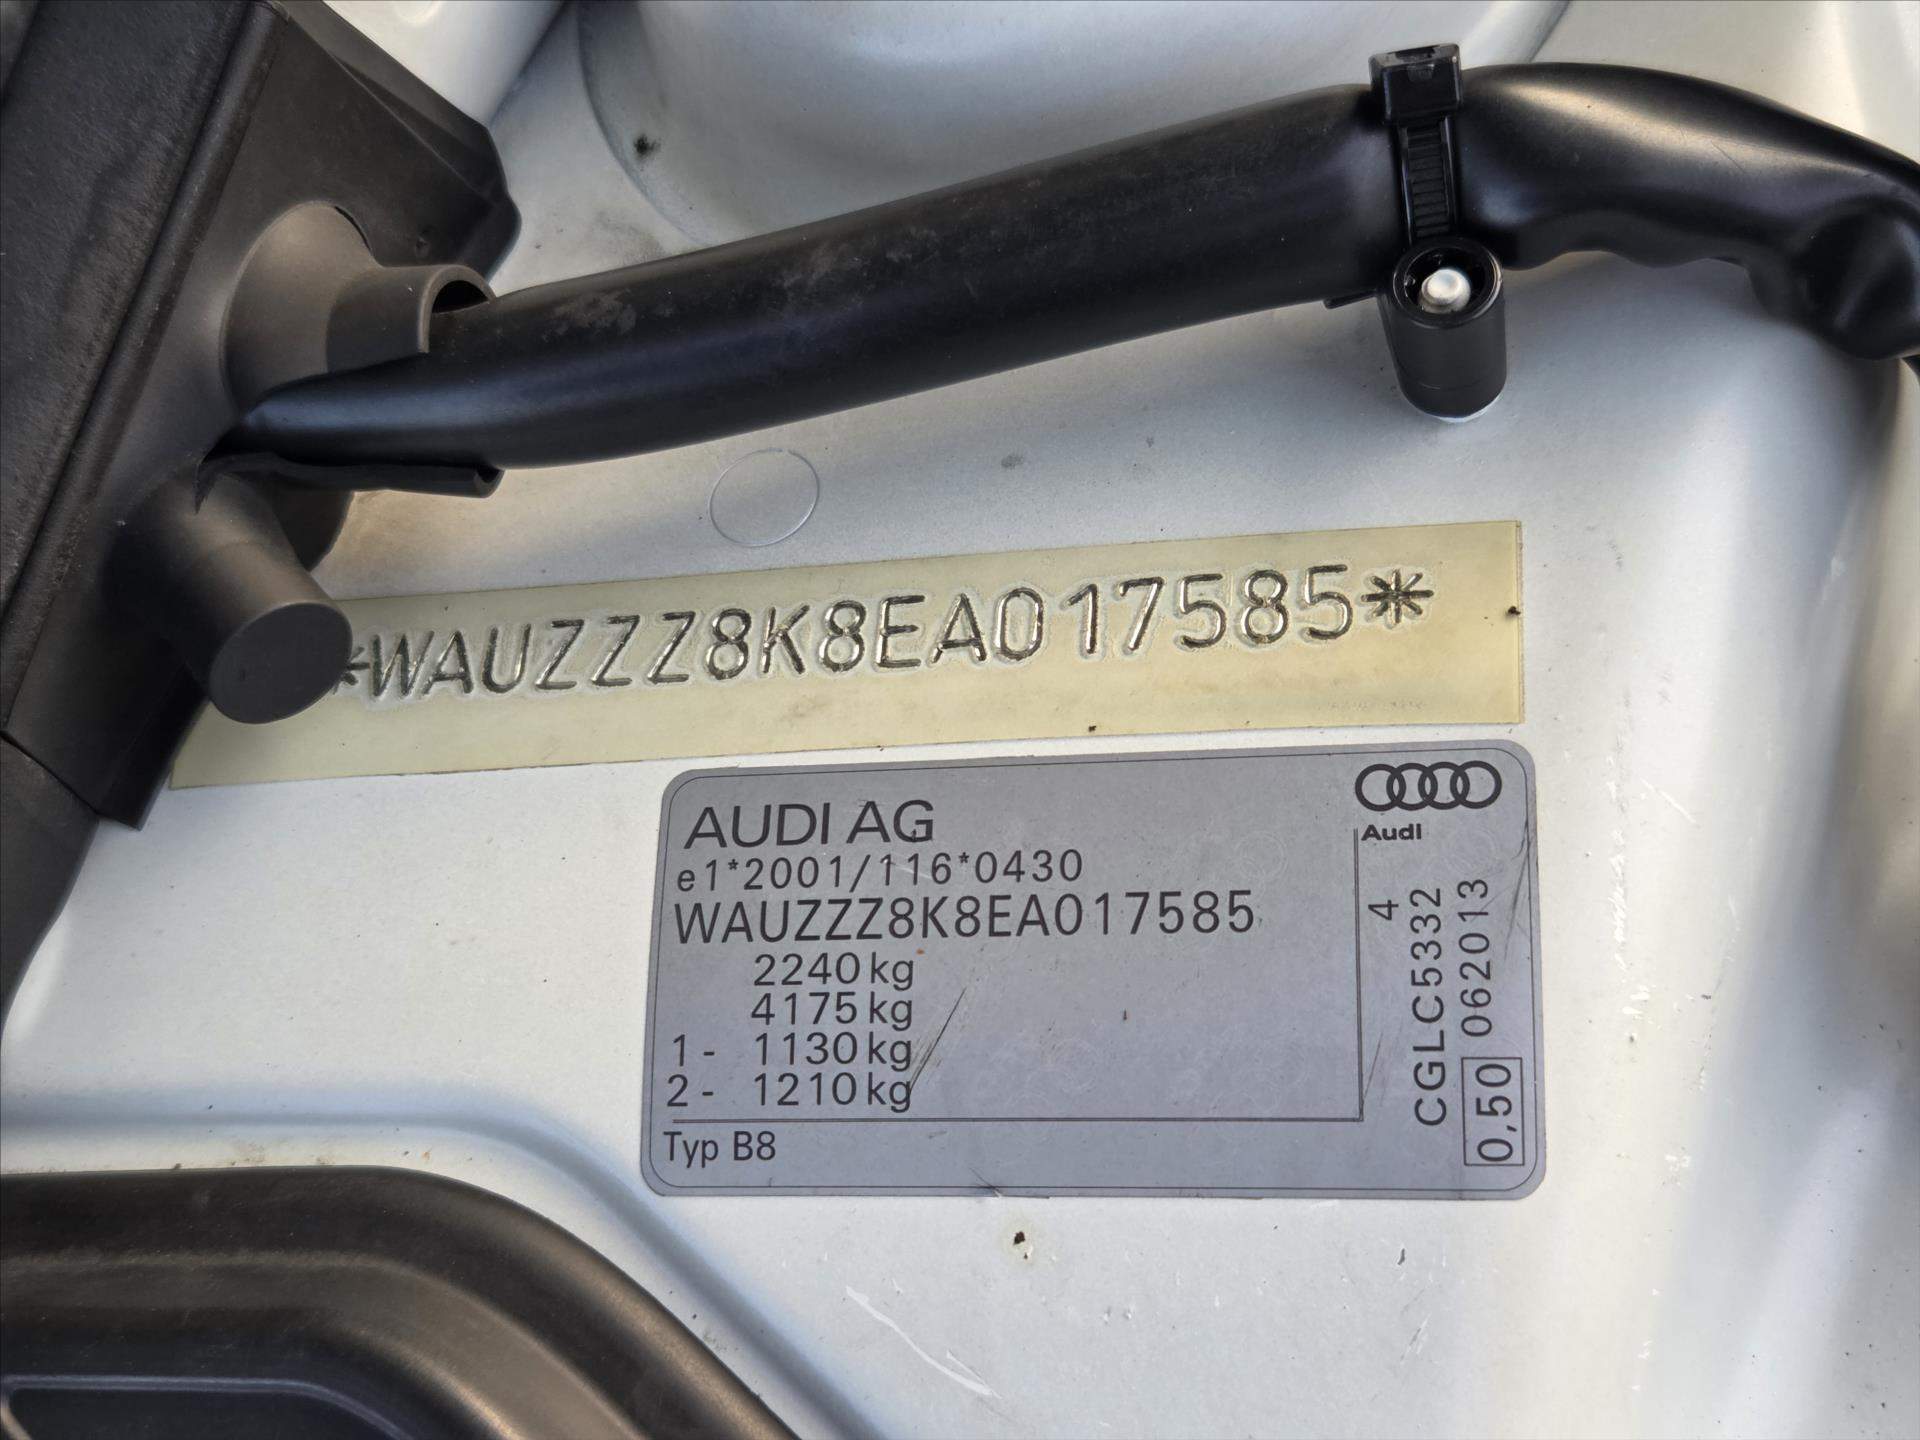 *WAUZZZ8K8EA017585*
AUDI AG
Audi
e1*2001/116*0430
WAUZZZ8K8EA017585
2240 kg
4175 kg
1 - 1130 kg
2 - 1210 kg
Typ B8
4
CGLC5332
0,50 062013